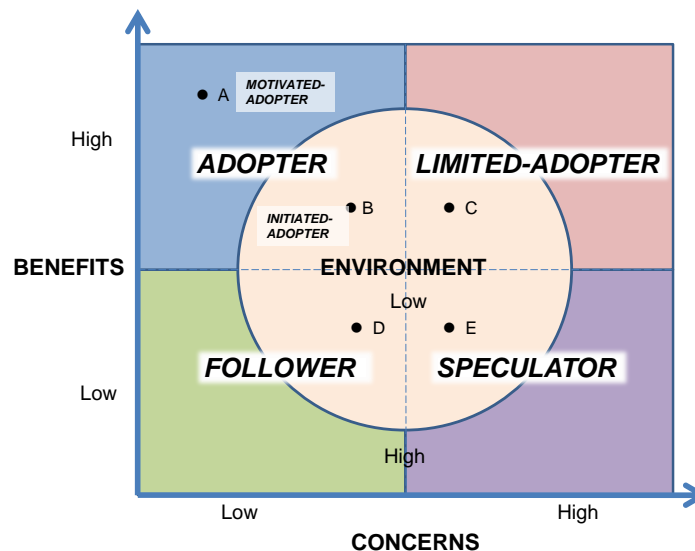 MOTIVATED-
ADOPTER
A
High
ADOPTER
LIMITED-ADOPTER
B
C
INITIATED-
ADOPTER
BENEFITS
ENVIRONMENT
Low
D
E
FOLLOWER
SPECULATOR
Low
High
Low
High
CONCERNS